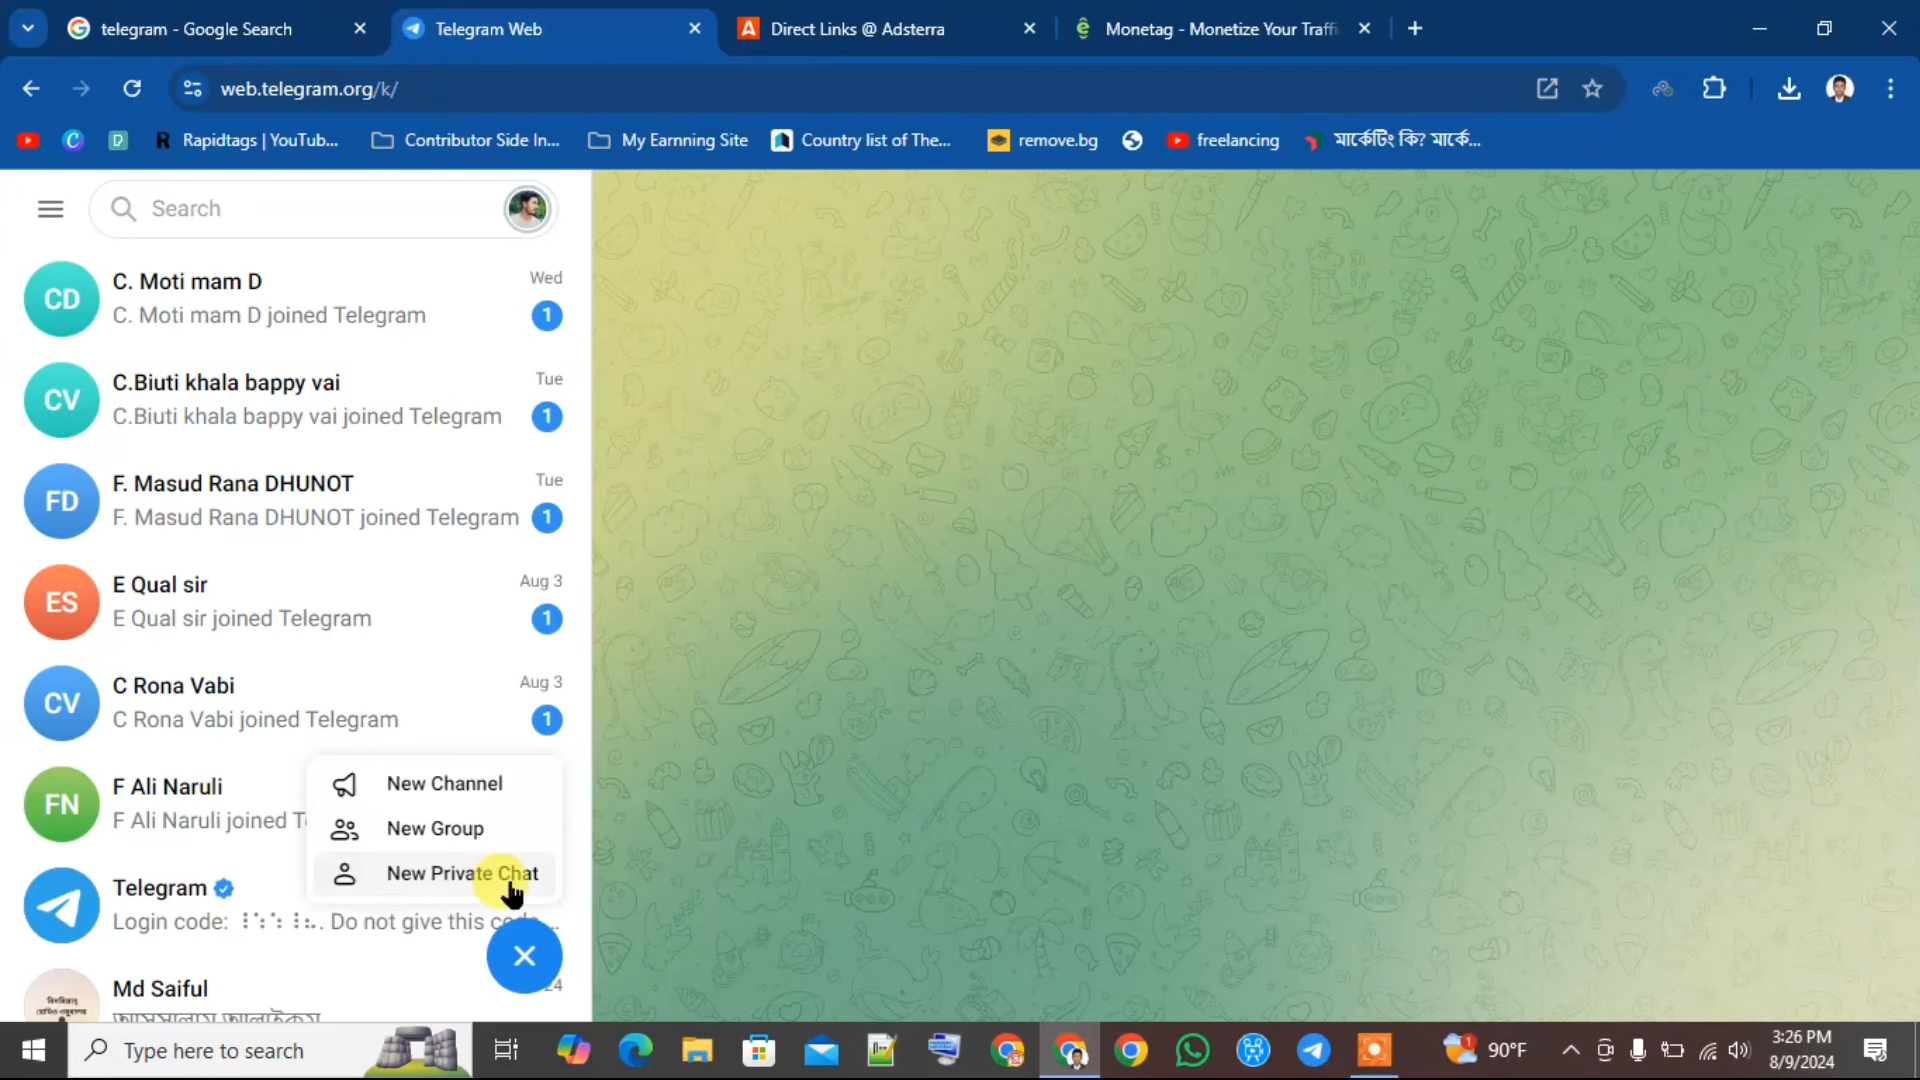 telegram - Google Search
Telegram Web
Direct Links @ Adsterra
Monetag - Monetize Your Traffi
web.telegram.org/k/
Rapidtags | YouTub...
Contributor Side In...
My Earnning Site
Country list of The...
remove.bg
freelancing
মার্কেটিং কি? মার্কে...
Search
C. Moti mam D
Wed
CD
C. Moti mam D joined Telegram
1
C.Biuti khala bappy vai
Tue
CV
C.Biuti khala bappy vai joined Telegram
1
F. Masud Rana DHUNOT
Tue
FD
F. Masud Rana DHUNOT joined Telegram
1
E Qual sir
Aug 3
ES
E Qual sir joined Telegram
1
C Rona Vabi
Aug 3
CV
C Rona Vabi joined Telegram
1
F Ali Naruli
FN
F Ali Naruli joined
New Channel
New Group
New Private Chat
Telegram
Login code: Do not give this
Md Saiful
24
Type here to search
90°F
3:26 PM
8/9/2024